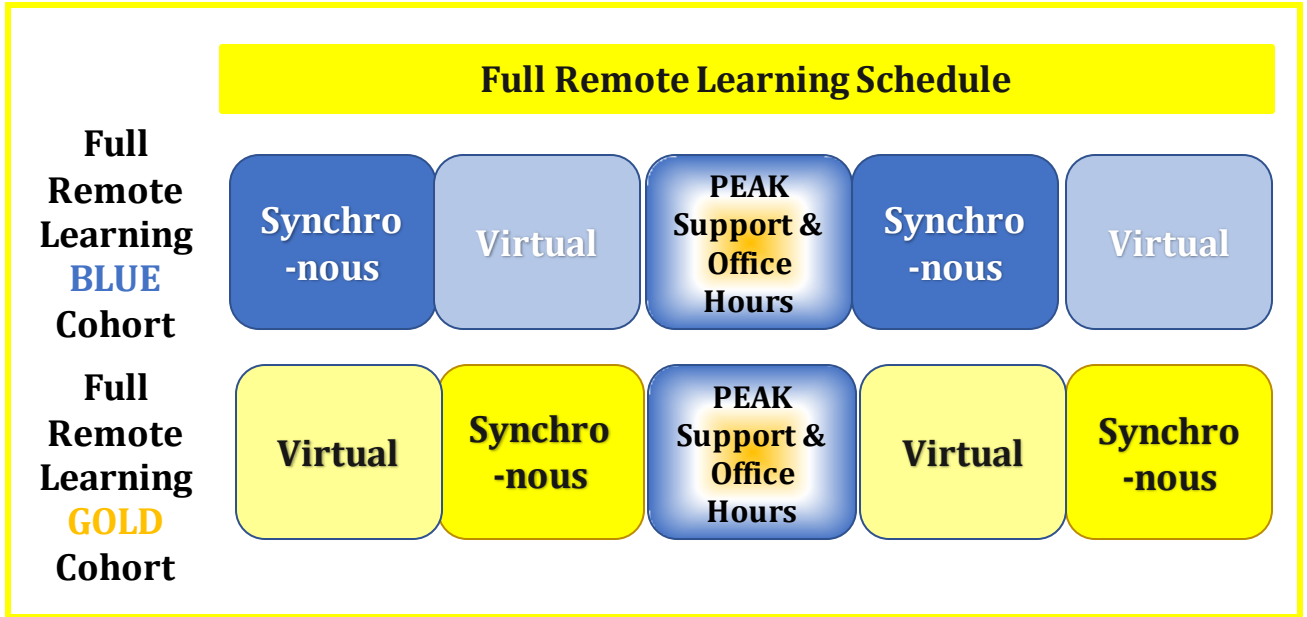 Full Remote Learning Schedule
Full
Remote
Learning
BLUE
Cohort
Synchro
-nous
Virtual
PEAK
Support &
Office
Hours
Synchro
-nous
Virtual
Full
Remote
Learning
GOLD
Cohort
Virtual
Synchro
-nous
PEAK
Support &
Office
Hours
Virtual
Synchro
-nous